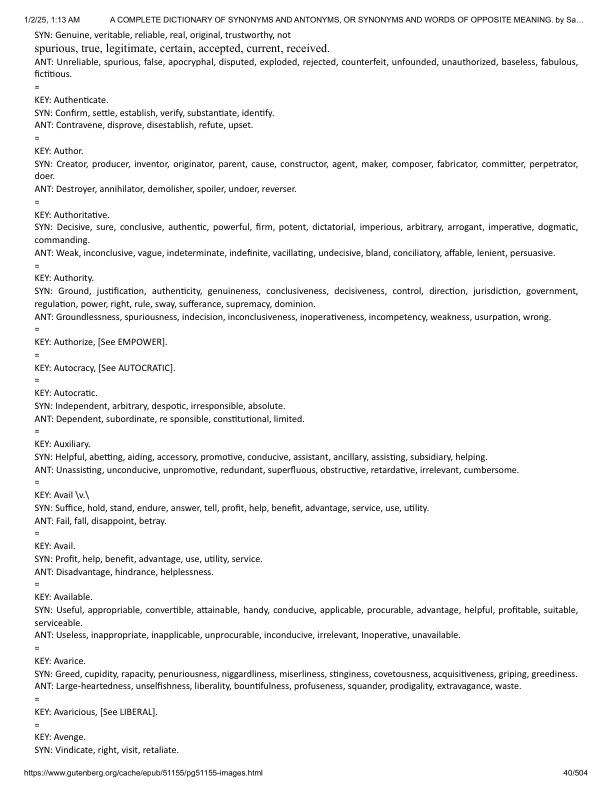 1/2/25, 1:13 AM A COMPLETE DICTIONARY OF SYNONYMS AND ANTONYMS, OR SYNONYMS AND WORDS OF OPPOSITE MEANING. by Sa…
SYN: Genuine, veritable, reliable, real, original, trustworthy, not
spurious, true, legitimate, certain, accepted, current, received.
ANT: Unreliable, spurious, false, apocryphal, disputed, exploded, rejected, counterfeit, unfounded, unauthorized, baseless, fabulous,
fictitious.
=
KEY: Authenticate.
SYN: Confirm, settle, establish, verify, substantiate, identify.
ANT: Contravene, disprove, disestablish, refute, upset.
=
KEY: Author.
SYN: Creator, producer, inventor, originator, parent, cause, constructor, agent, maker, composer, fabricator, committer, perpetrator,
doer.
ANT: Destroyer, annihilator, demolisher, spoiler, undoer, reverser.
=
KEY: Authoritative.
SYN: Decisive, sure, conclusive, authentic, powerful, firm, potent, dictatorial, imperious, arbitrary, arrogant, imperative, dogmatic,
commanding.
ANT: Weak, inconclusive, vague, indeterminate, indefinite, vacillating, undecisive, bland, conciliatory, affable, lenient, persuasive.
=
KEY: Authority.
SYN: Ground, justification, authenticity, genuineness, conclusiveness, decisiveness, control, direction, jurisdiction, government,
regulation, power, right, rule, sway, sufferance, supremacy, dominion.
ANT: Groundlessness, spuriousness, indecision, inconclusiveness, inoperativeness, incompetency, weakness, usurpation, wrong.
=
KEY: Authorize, [See EMPOWER].
=
KEY: Autocracy, [See AUTOCRATIC].
=
KEY: Autocratic.
SYN: Independent, arbitrary, despotic, irresponsible, absolute.
ANT: Dependent, subordinate, re sponsible, constitutional, limited.
=
KEY: Auxiliary.
SYN: Helpful, abetting, aiding, accessory, promotive, conducive, assistant, ancillary, assisting, subsidiary, helping.
ANT: Unassisting, unconducive, unpromotive, redundant, superfluous, obstructive, retardative, irrelevant, cumbersome.
=
KEY: Avail \v.\
SYN: Suffice, hold, stand, endure, answer, tell, profit, help, benefit, advantage, service, use, utility.
ANT: Fail, fall, disappoint, betray.
=
KEY: Avail.
SYN: Profit, help, benefit, advantage, use, utility, service.
ANT: Disadvantage, hindrance, helplessness.
=
KEY: Available.
SYN: Useful, appropriable, convertible, attainable, handy, conducive, applicable, procurable, advantage, helpful, profitable, suitable,
serviceable.
ANT: Useless, inappropriate, inapplicable, unprocurable, inconducive, irrelevant, Inoperative, unavailable.
=
KEY: Avarice.
SYN: Greed, cupidity, rapacity, penuriousness, niggardliness, miserliness, stinginess, covetousness, acquisitiveness, griping, greediness.
ANT: Large-heartedness, unselfishness, liberality, bountifulness, profuseness, squander, prodigality, extravagance, waste.
=
KEY: Avaricious, [See LIBERAL].
=
KEY: Avenge.
SYN: Vindicate, right, visit, retaliate.
https://www.gutenberg.org/cache/epub/51155/pg51155-images.html 40/504